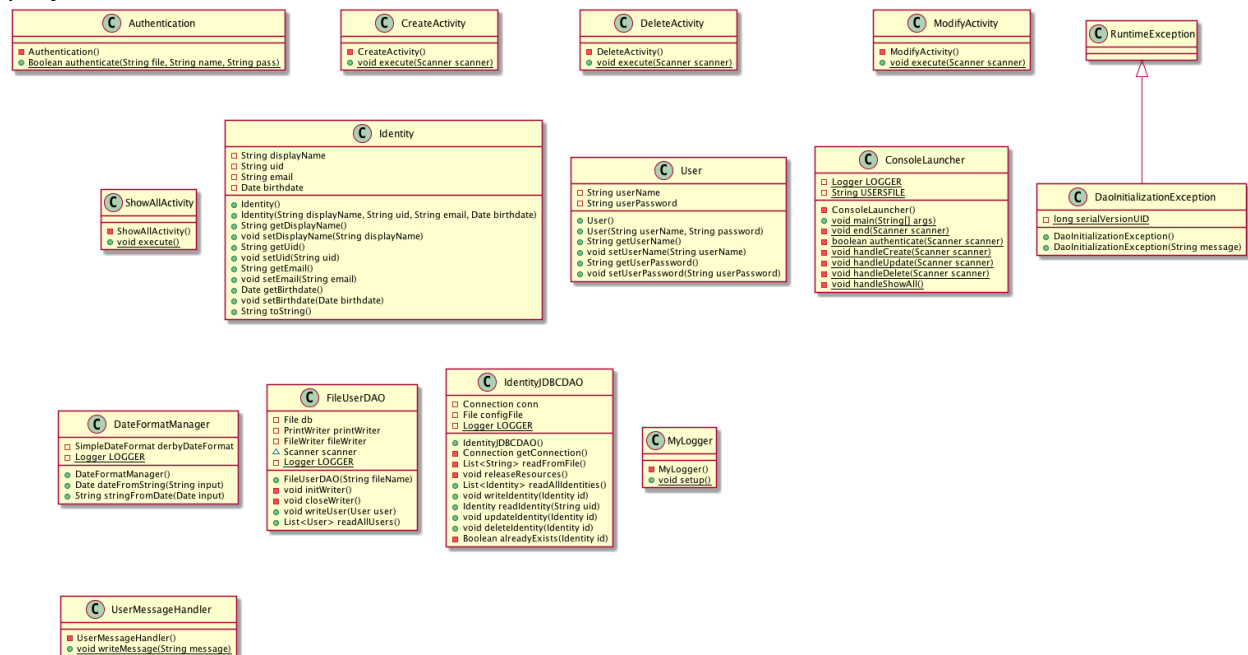 C Authentication
Authentication()
Boolean authenticate(String file, String name, String pass)
C CreateActivity
CreateActivity()
void execute(Scanner scanner)
C DeleteActivity
DeleteActivity()
void execute(Scanner scanner)
C ModifyActivity
ModifyActivity()
void execute(Scanner scanner)
C RuntimeException
C ShowAllActivity
ShowAllActivity()
void execute()
C Identity
String displayName
String uid
String email
Date birthdate
Identity()
Identity(String displayName, String uid, String email, Date birthdate)
String getDisplayName()
void setDisplayName(String displayName)
String getUid()
void setUid(String uid)
String getEmail()
void setEmail(String email)
Date getBirthdate()
void setBirthdate(Date birthdate)
String toString()
C User
String userName
String userPassword
User()
User(String userName, String password)
String getUserName()
void setUserName(String userName)
String getUserPassword()
void setUserPassword(String userPassword)
C ConsoleLauncher
Logger LOGGER
String USERSFILE
ConsoleLauncher()
void main(String[] args)
void end(Scanner scanner)
boolean authenticate(Scanner scanner)
void handleCreate(Scanner scanner)
void handleUpdate(Scanner scanner)
void handleDelete(Scanner scanner)
void handleShowAll()
C DaoInitializationException
long serialVersionUID
DaoInitializationException()
DaoInitializationException(String message)
C DateFormatManager
SimpleDateFormat derbyDateFormat
Logger LOGGER
DateFormatManager()
Date dateFromString(String input)
String stringFromDate(Date input)
C FileUserDAO
File db
PrintWriter printWriter
FileWriter fileWriter
Scanner scanner
Logger LOGGER
FileUserDAO(String fileName)
void initWriter()
void closeWriter()
void writeUser(User user)
List<User> readAllUsers()
C IdentityJDBCDAO
Connection conn
File configFile
Logger LOGGER
IdentityJDBCDAO()
Connection getConnection()
List<String> readFromFile()
void releaseResources()
List<Identity> readAllIdentities()
void writeIdentity(Identity id)
Identity readIdentity(String uid)
void updateIdentity(Identity id)
void deleteIdentity(Identity id)
Boolean alreadyExists(Identity id)
C MyLogger
MyLogger()
void setup()
C UserMessageHandler
UserMessageHandler()
void writeMessage(String message)